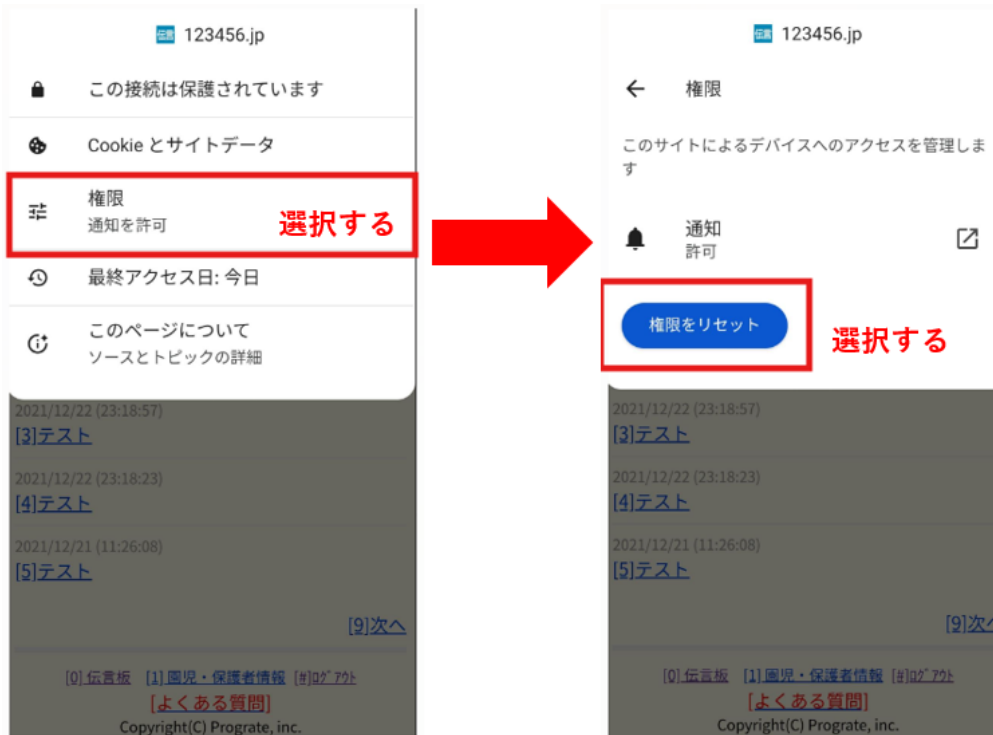 伝言 123456.jp
この接続は保護されています
Cookie とサイトデータ
権限
通知を許可
選択する
最終アクセス日: 今日
このページについて
ソースとトピックの詳細
2021/12/22 (23:18:57)
[3]テスト
2021/12/22 (23:18:23)
[4]テスト
2021/12/21 (11:26:08)
[5]テスト
[9]次へ
[0] 伝言板 [1] 園児・保護者情報 [#]ﾛｸﾞｱｳﾄ
[よくある質問]
Copyright(C) Prograte, inc.
伝言 123456.jp
権限
このサイトによるデバイスへのアクセスを管理しま
す
通知
許可
権限をリセット
選択する
2021/12/22 (23:18:57)
[3]テスト
2021/12/22 (23:18:23)
[4]テスト
2021/12/21 (11:26:08)
[5]テスト
[9]次へ
[0] 伝言板 [1] 園児・保護者情報 [#]ﾛｸﾞｱｳﾄ
[よくある質問]
Copyright(C) Prograte, inc.